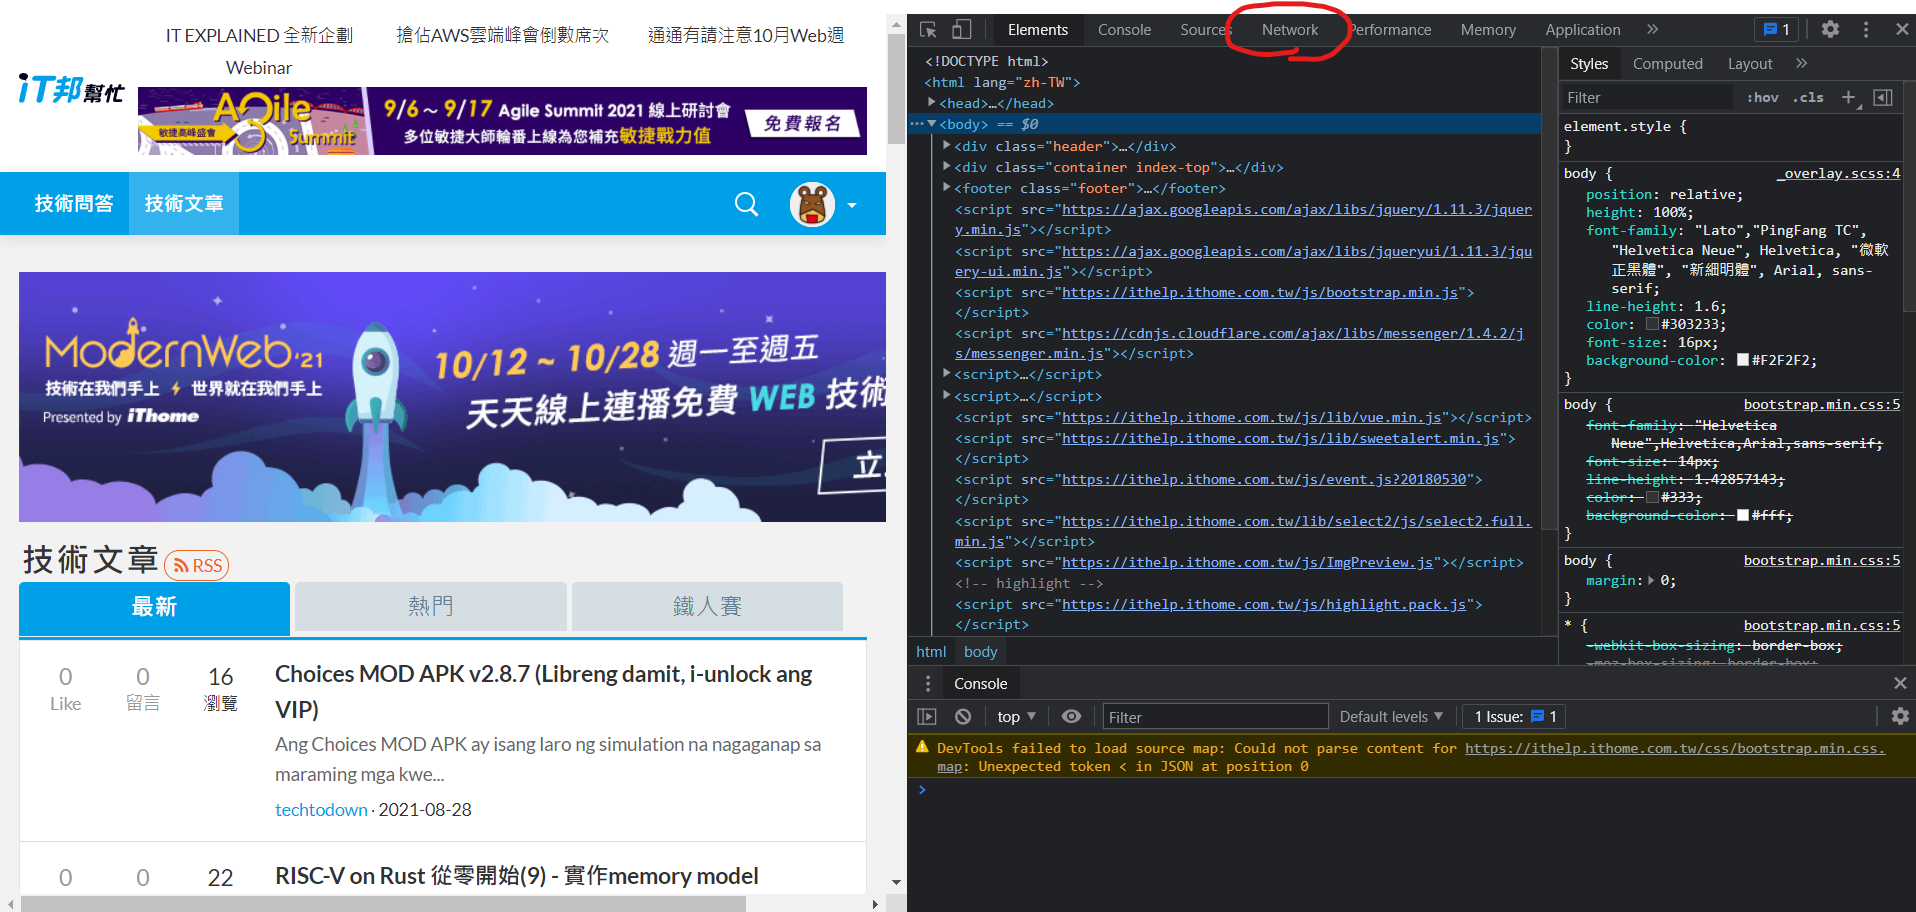 IT EXPLAINED 全新企劃
搶佔AWS雲端峰會倒數席次
通通有請注意10月Web週
Webinar
iT邦幫忙
Agile Summit
敏捷高峰盛會
9/6 ～ 9/17 Agile Summit 2021 線上研討會
多位敏捷大師輪番上線為您補充敏捷戰力值
免費報名
技術問答
技術文章
ModernWeb'21
技術在我們手上 ⚡ 世界就在我們手上
Presented by iThome
10/12 ~ 10/28 週一至週五
天天線上連播免費 WEB 技術
立
技術文章
RSS
最新
熱門
鐵人賽
0 0 16
Like 留言 瀏覽
Choices MOD APK v2.8.7 (Libreng damit, i-unlock ang
VIP)
Ang Choices MOD APK ay isang laro ng simulation na nagaganap sa
maraming mga kwe...
techtodown · 2021-08-28
0 0 22
RISC-V on Rust 從零開始(9) - 實作memory model
Elements Console Sources Network Performance Memory Application » 1
<!DOCTYPE html>
<html lang="zh-TW">
<head>…</head>
<body> == $0
<div class="header">…</div>
<div class="container index-top">…</div>
<footer class="footer">…</footer>
<script src="https://ajax.googleapis.com/ajax/libs/jquery/1.11.3/jquer
y.min.js"></script>
<script src="https://ajax.googleapis.com/ajax/libs/jqueryui/1.11.3/jqu
ery-ui.min.js"></script>
<script src="https://ithelp.ithome.com.tw/js/bootstrap.min.js">
</script>
<script src="https://cdnjs.cloudflare.com/ajax/libs/messenger/1.4.2/j
s/messenger.min.js"></script>
<script>…</script>
<script>…</script>
<script src="https://ithelp.ithome.com.tw/js/lib/vue.min.js"></script>
<script src="https://ithelp.ithome.com.tw/js/lib/sweetalert.min.js">
</script>
<script src="https://ithelp.ithome.com.tw/js/event.js?20180530">
</script>
<script src="https://ithelp.ithome.com.tw/lib/select2/js/select2.full.
min.js"></script>
<script src="https://ithelp.ithome.com.tw/js/ImgPreview.js"></script>
<!-- highlight -->
<script src="https://ithelp.ithome.com.tw/js/highlight.pack.js">
</script>
html body
Styles Computed Layout »
Filter :hov .cls +
element.style {
}
body { _overlay.scss:4
position: relative;
height: 100%;
font-family: "Lato","PingFang TC",
"Helvetica Neue", Helvetica, "微軟
正黑體", "新細明體", Arial, sans-
serif;
line-height: 1.6;
color: #303233;
font-size: 16px;
background-color: #F2F2F2;
}
body { bootstrap.min.css:5
font-family: "Helvetica
Neue",Helvetica,Arial,sans-serif;
font-size: 14px;
line-height: 1.42857143;
color: #333;
background-color: #fff;
}
body { bootstrap.min.css:5
margin: 0;
}
* { bootstrap.min.css:5
-webkit-box-sizing: border-box;
-moz-box-sizing: border-box;
Console
top Filter Default levels 1 Issue: 1
DevTools failed to load source map: Could not parse content for https://ithelp.ithome.com.tw/css/bootstrap.min.css.
map: Unexpected token < in JSON at position 0